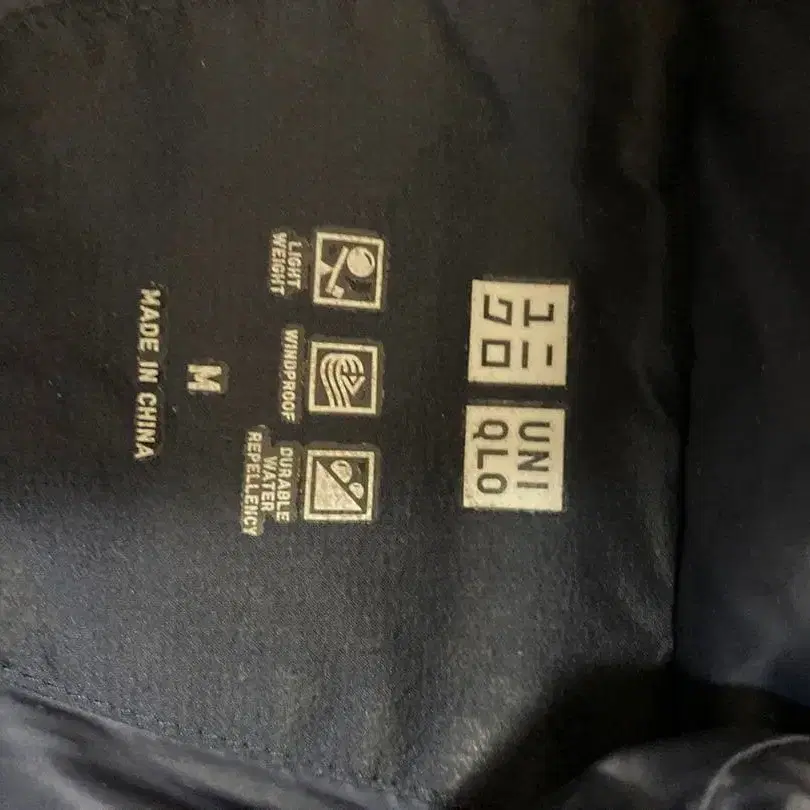 ユニ
クロ
UNI
QLO
LIGHT
WEIGHT
WINDPROOF
DURABLE
WATER
REPELLENCY
M
MADE IN CHINA